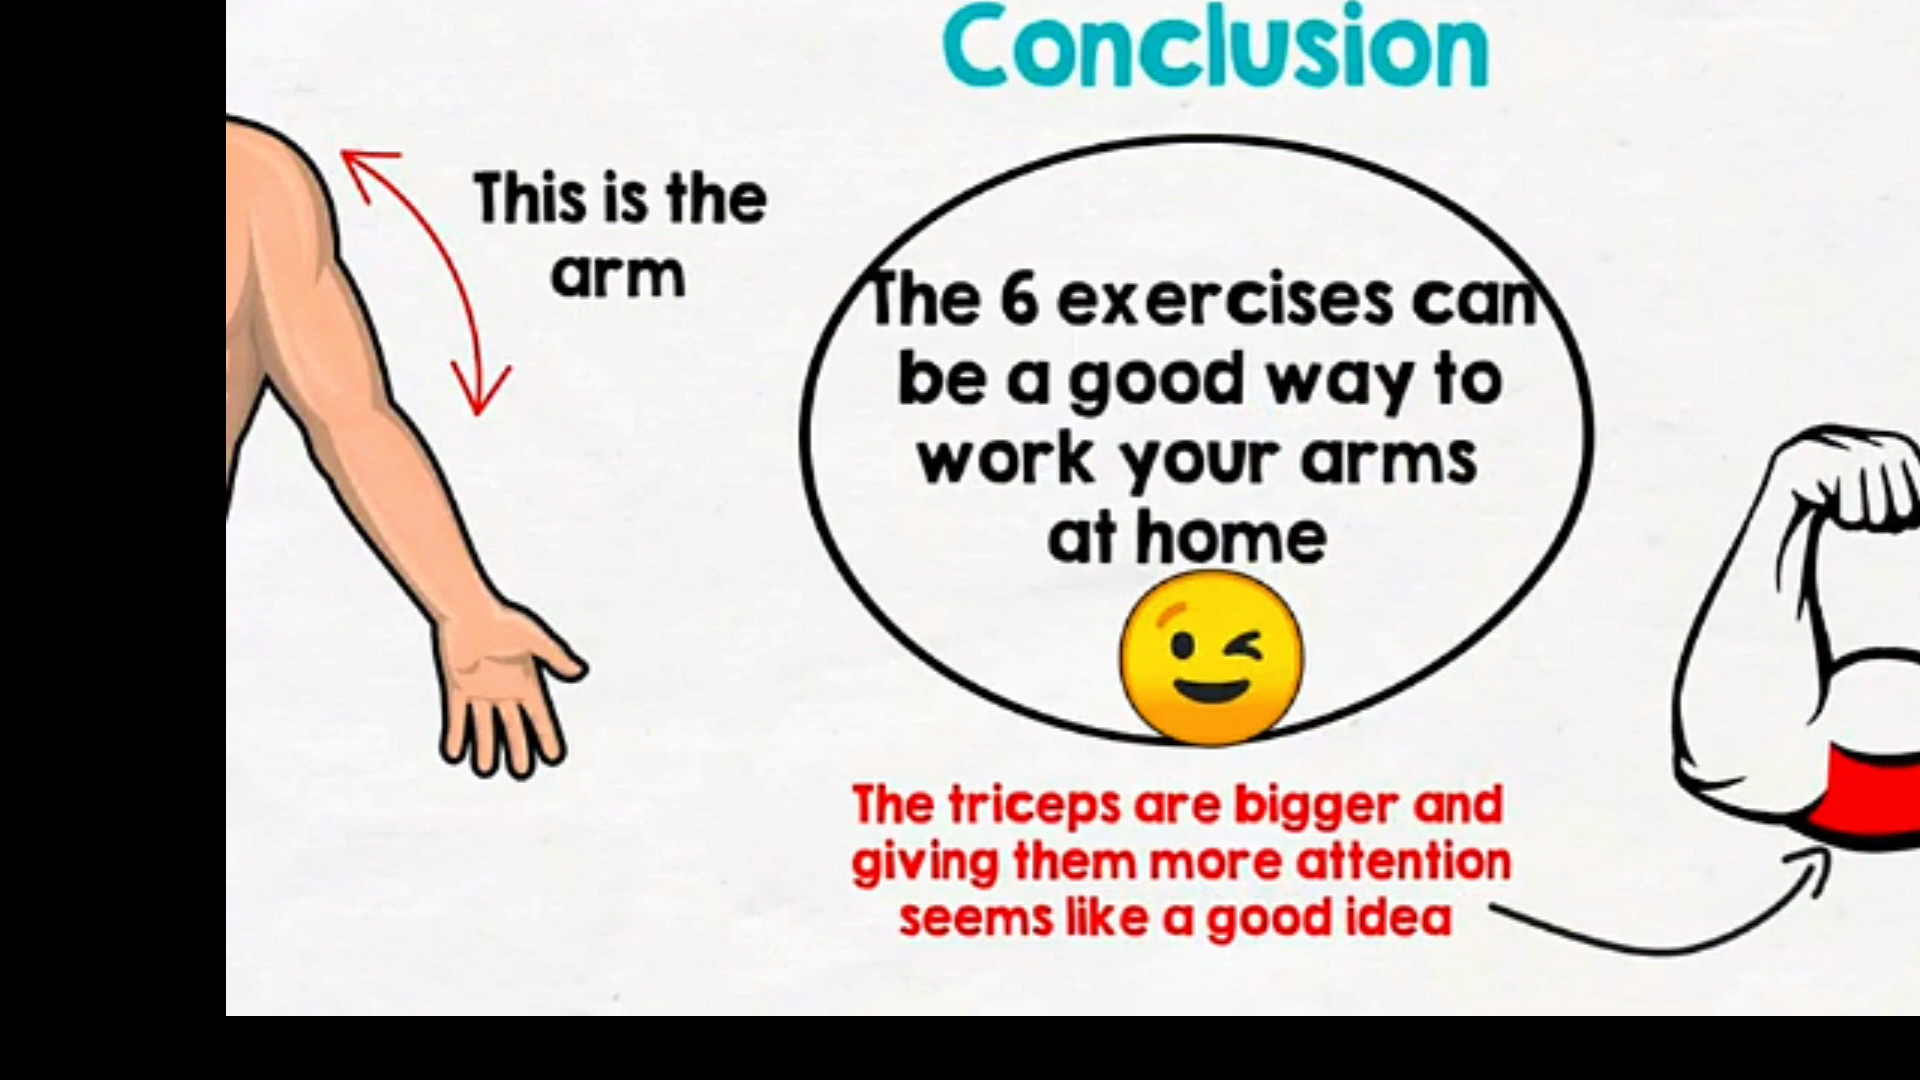 Conclusion
This is the
arm
The 6 exercises can
be a good way to
work your arms
at home
The triceps are bigger and
giving them more attention
seems like a good idea